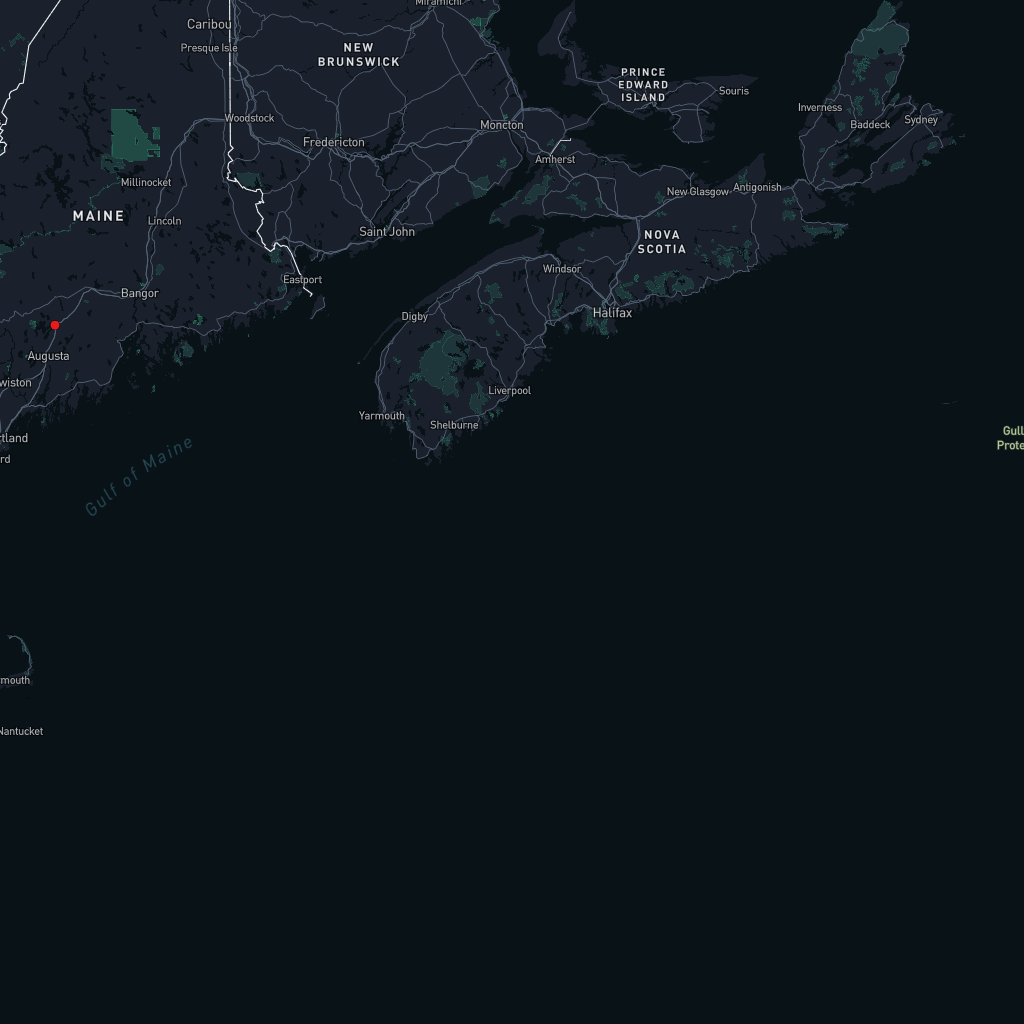 Miramichi
Caribou
Presque Isle
NEW
BRUNSWICK
PRINCE
EDWARD
ISLAND
Souris
Inverness
Baddeck
Sydney
Woodstock
Fredericton
Moncton
Amherst
Millinocket
New Glasgow
Antigonish
MAINE
Lincoln
Saint John
NOVA
SCOTIA
Windsor
Eastport
Bangor
Digby
Halifax
Augusta
wiston
Liverpool
Yarmouth
Shelburne
rtland
rd
Gull
Prote
Gulf of Maine
rmouth
Nantucket